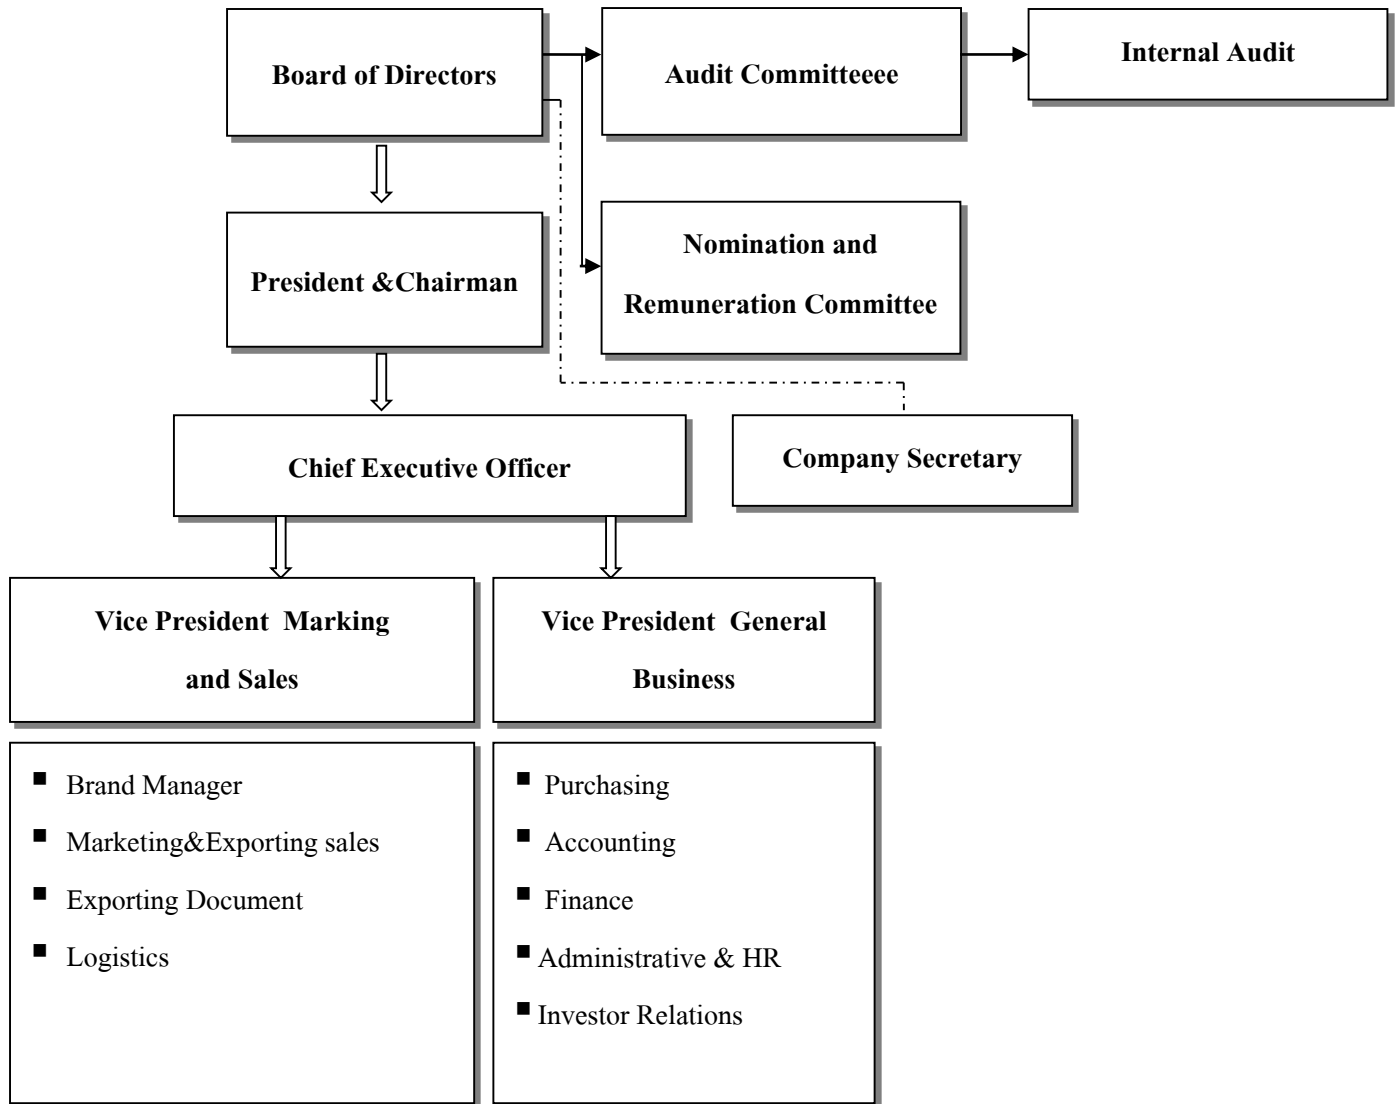 Board of Directors
Audit Committeeee
Internal Audit
President &Chairman
Nomination and
Remuneration Committee
Chief Executive Officer
Company Secretary
Vice President  Marking
and Sales
Vice President  General
Business
■ Brand Manager
■ Marketing&Exporting sales
■ Exporting Document
■ Logistics
■ Purchasing
■ Accounting
■ Finance
■ Administrative & HR
■ Investor Relations